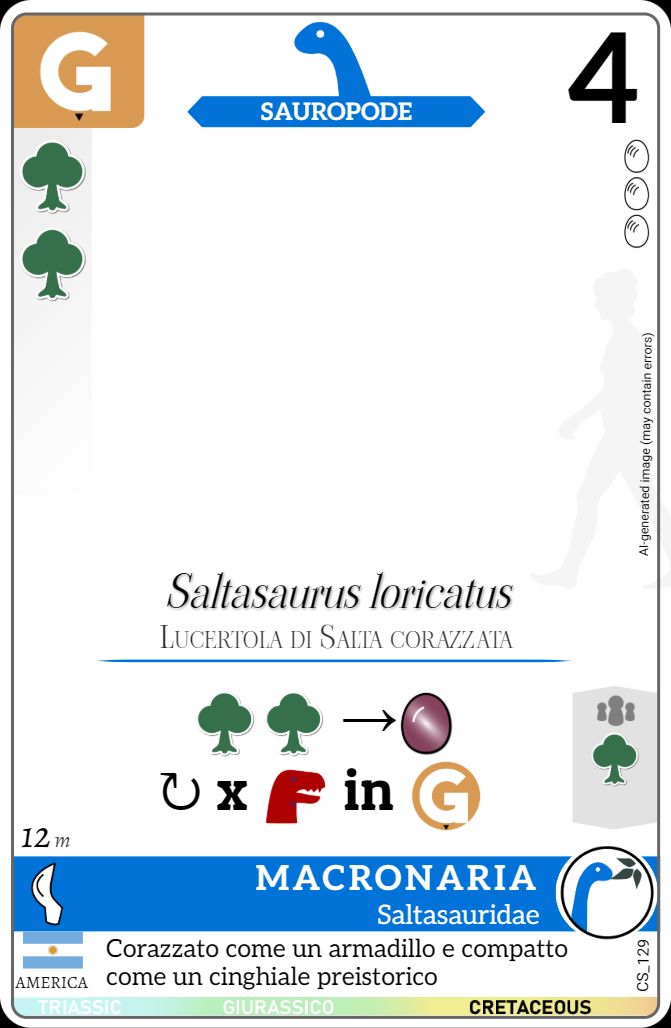 G
SAUROPODE
4
AI-generated image (may contain errors)
Saltasaurus loricatus
Lucertola di Salta corazzata
x in G
12 m
MACRONARIA
Saltasauridae
Corazzato come un armadillo e compatto
come un cinghiale preistorico
AMERICA
CS_129
TRIASSIC GIURASSICO CRETACEOUS